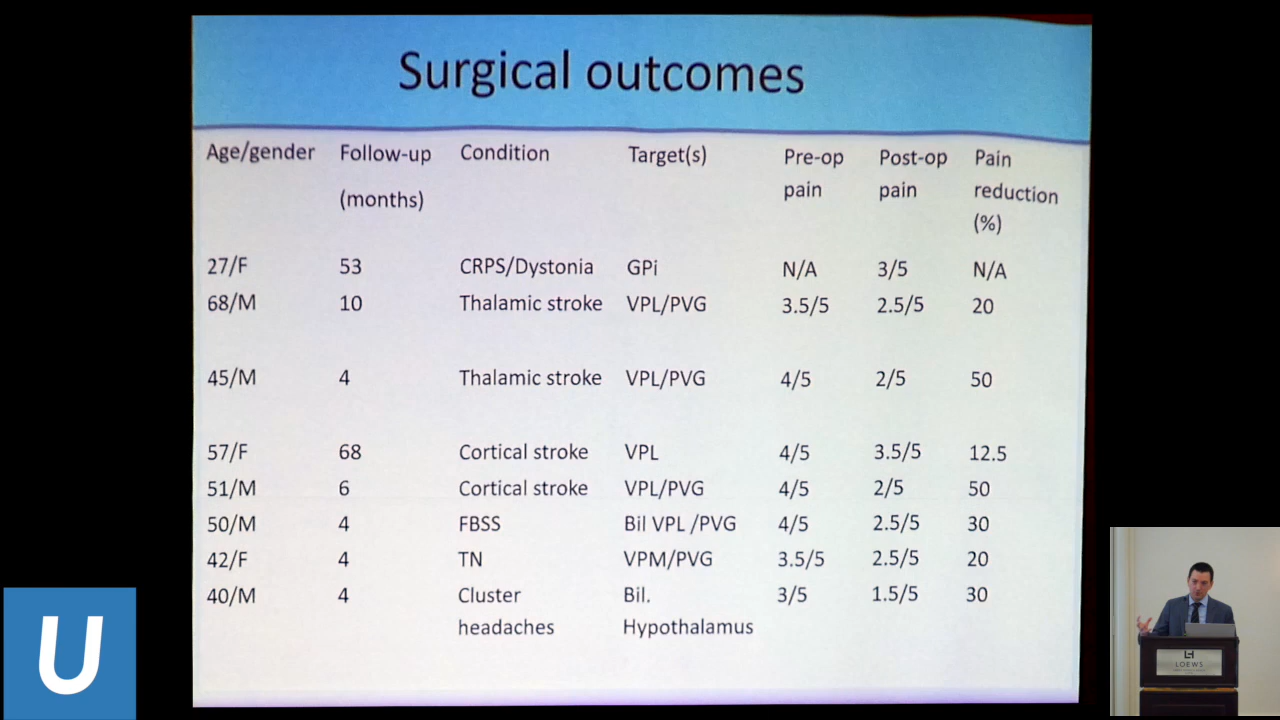 Surgical outcomes
Age/gender Follow-up (months) Condition Target(s) Pre-op pain Post-op pain Pain reduction (%)
27/F 53 CRPS/Dystonia GPi N/A 3/5 N/A
68/M 10 Thalamic stroke VPL/PVG 3.5/5 2.5/5 20
45/M 4 Thalamic stroke VPL/PVG 4/5 2/5 50
57/F 68 Cortical stroke VPL 4/5 3.5/5 12.5
51/M 6 Cortical stroke VPL/PVG 4/5 2/5 50
50/M 4 FBSS Bil VPL /PVG 4/5 2.5/5 30
42/F 4 TN VPM/PVG 3.5/5 2.5/5 20
40/M 4 Cluster headaches Bil. Hypothalamus 3/5 1.5/5 30
U
LOEWS